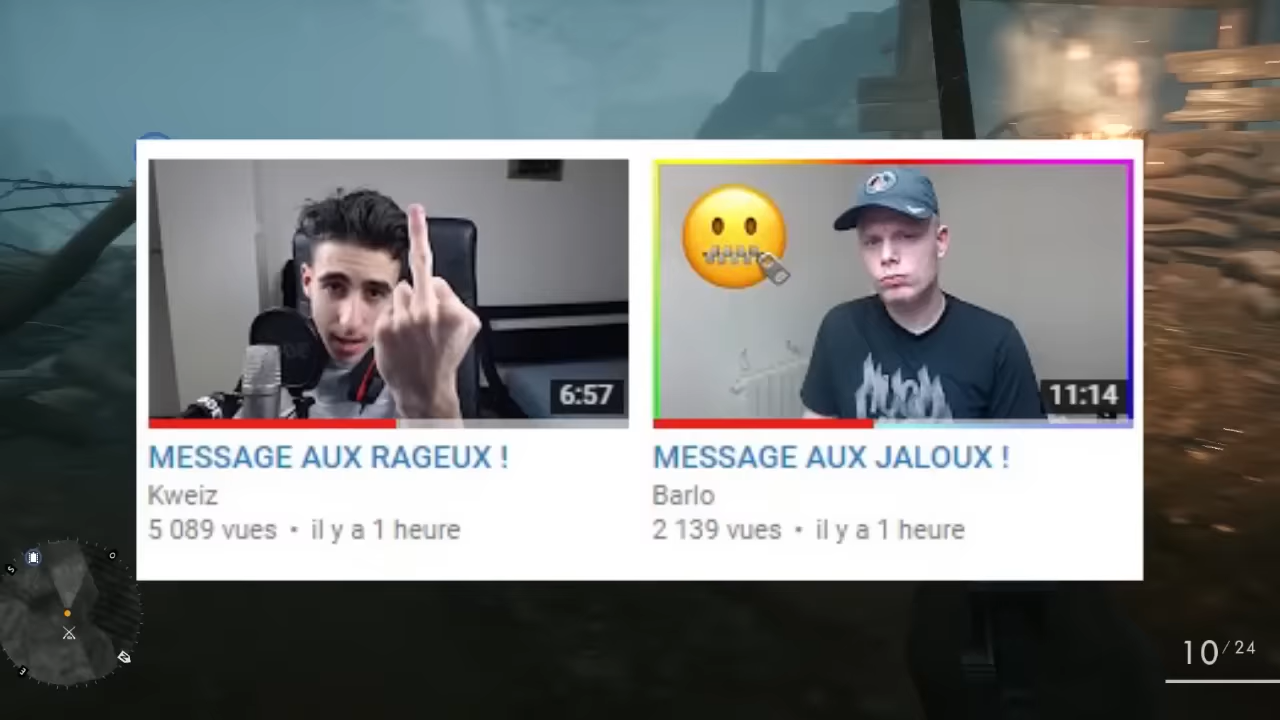 6:57
11:14
MESSAGE AUX RAGEUX !
MESSAGE AUX JALOUX !
Kweiz
Barlo
5 089 vues • il y a 1 heure
2 139 vues • il y a 1 heure
10/24